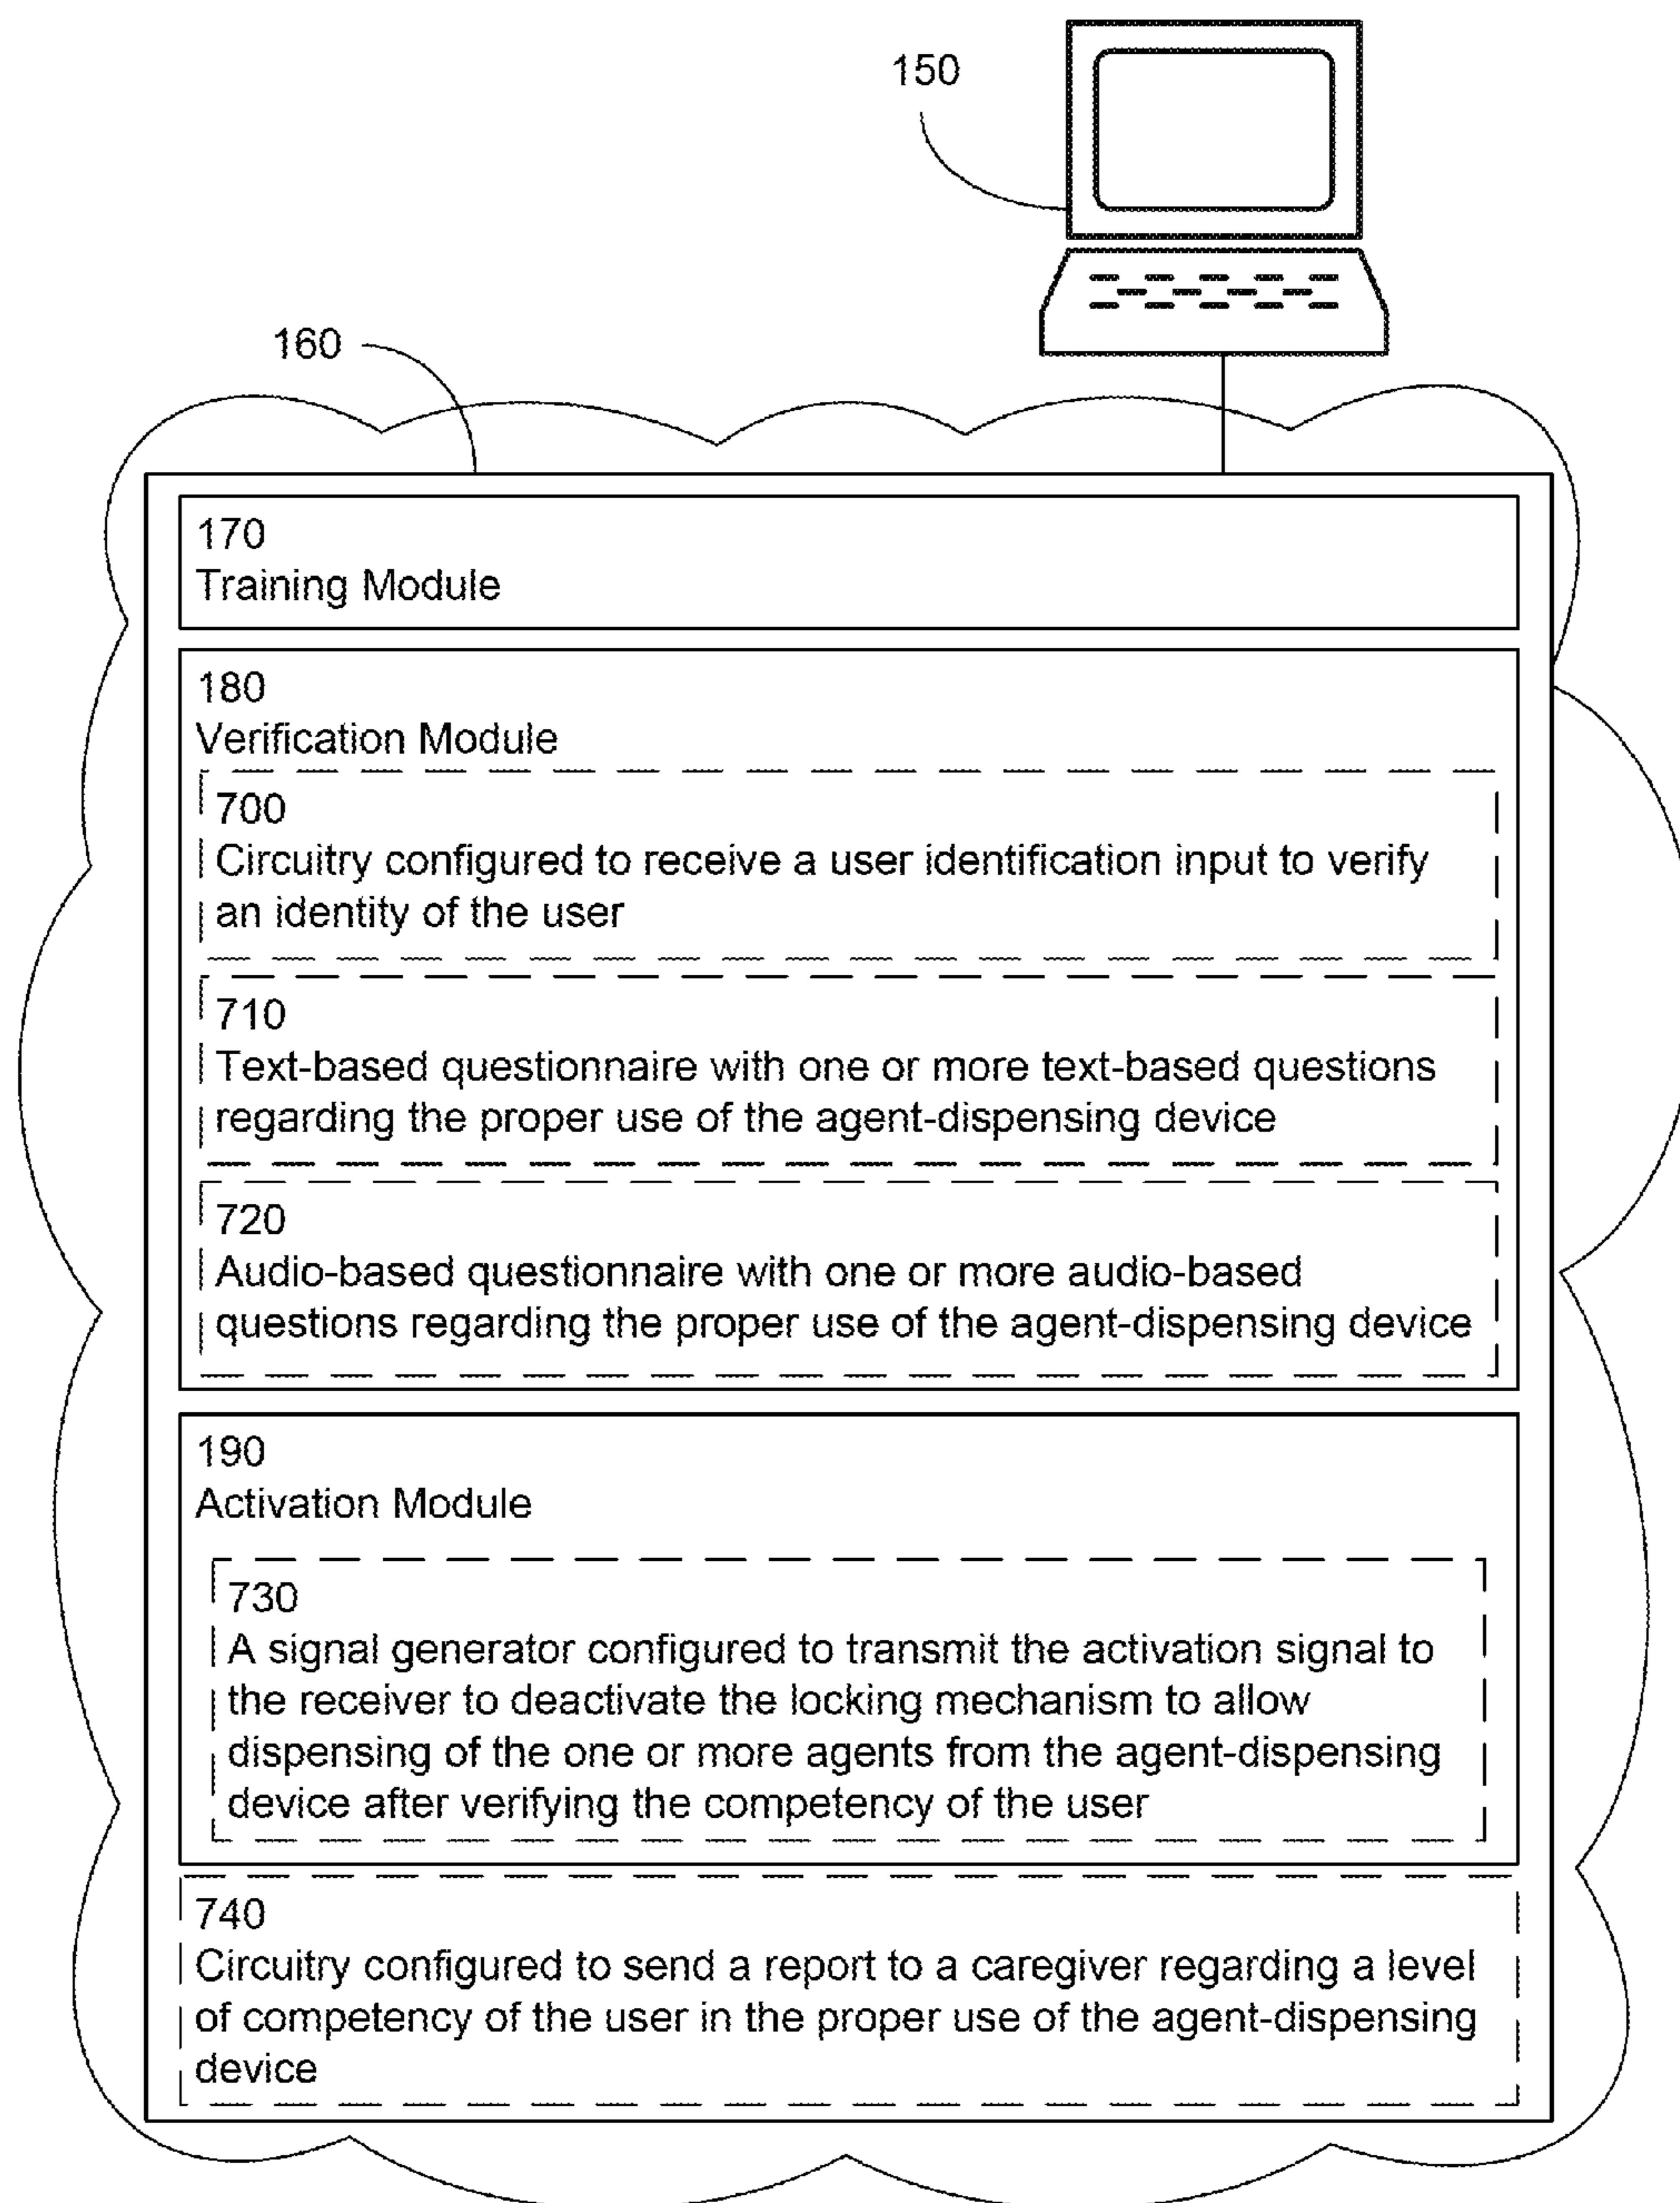 150
160
170
Training Module
180
Verification Module
700
Circuitry configured to receive a user identification input to verify
an identity of the user
710
Text-based questionnaire with one or more text-based questions
regarding the proper use of the agent-dispensing device
720
Audio-based questionnaire with one or more audio-based
questions regarding the proper use of the agent-dispensing device
190
Activation Module
730
A signal generator configured to transmit the activation signal to
the receiver to deactivate the locking mechanism to allow
dispensing of the one or more agents from the agent-dispensing
device after verifying the competency of the user
740
Circuitry configured to send a report to a caregiver regarding a level
of competency of the user in the proper use of the agent-dispensing
device